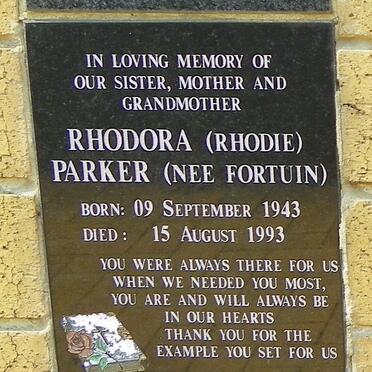 IN LOVING MEMORY OF
OUR SISTER, MOTHER AND
GRANDMOTHER
RHODORA (RHODIE)
PARKER (NEE FORTUIN)
BORN: 09 SEPTEMBER 1943
DIED : 15 AUGUST 1993
YOU WERE ALWAYS THERE FOR US
WHEN WE NEEDED YOU MOST,
YOU ARE AND WILL ALWAYS BE
IN OUR HEARTS
THANK YOU FOR THE
EXAMPLE YOU SET FOR US